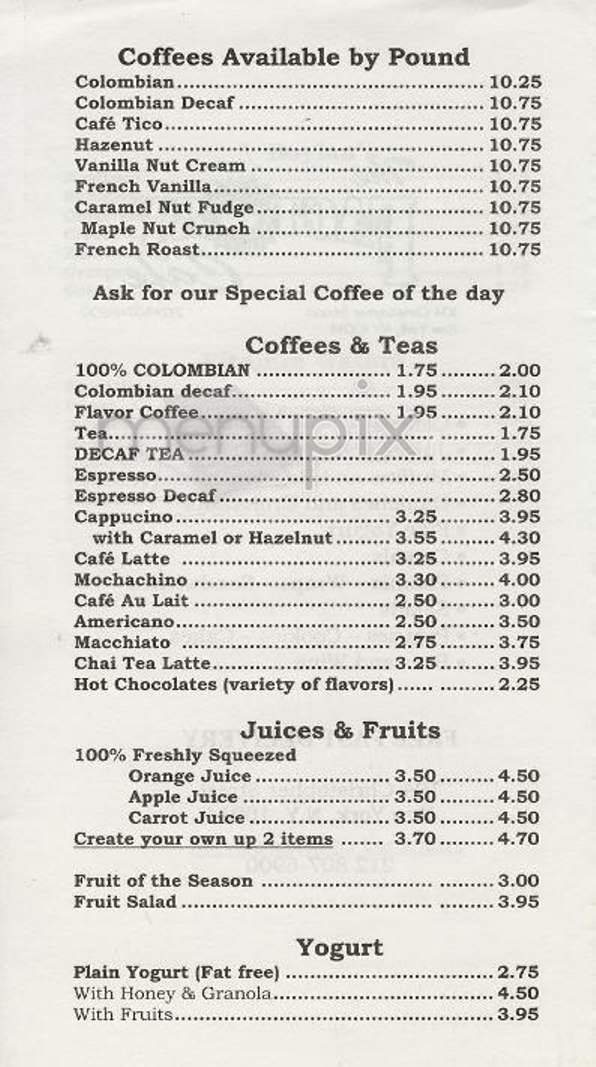 Coffees Available by Pound
Colombian................................................. 10.25
Colombian Decaf ....................................... 10.75
Café Tico................................................... 10.75
Hazenut .................................................... 10.75
Vanilla Nut Cream ..................................... 10.75
French Vanilla........................................... 10.75
Caramel Nut Fudge.................................... 10.75
Maple Nut Crunch .................................... 10.75
French Roast............................................. 10.75
Ask for our Special Coffee of the day
Coffees & Teas
100% COLOMBIAN ...................... 1.75......... 2.00
Colombian decaf.......................... 1.95......... 2.10
Flavor Coffee............................... 1.95......... 2.10
Tea...................................................... ......... 1.75
DECAF TEA ......................................... ......... 1.95
Espresso.............................................. ......... 2.50
Espresso Decaf .................................... ......... 2.80
Cappucino................................... 3.25......... 3.95
with Caramel or Hazelnut......... 3.55......... 4.30
Café Latte .................................. 3.25......... 3.95
Mochachino ................................ 3.30......... 4.00
Café Au Lait ................................ 2.50......... 3.00
Americano................................... 2.50......... 3.50
Macchiato .................................. 2.75......... 3.75
Chai Tea Latte............................. 3.25......... 3.95
Hot Chocolates (variety of flavors)...... ......... 2.25
menupix
Juices & Fruits
100% Freshly Squeezed
Orange Juice ...................... 3.50......... 4.50
Apple Juice ........................ 3.50......... 4.50
Carrot Juice ....................... 3.50......... 4.50
Create your own up 2 items ....... 3.70......... 4.70
Fruit of the Season ............................ ......... 3.00
Fruit Salad ......................................... ......... 3.95
Yogurt
Plain Yogurt (Fat free) .................................. 2.75
With Honey & Granola.................................... 4.50
With Fruits.................................................... 3.95